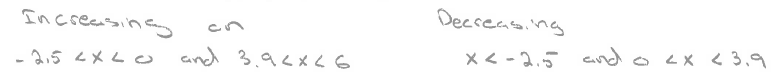 Increasing on
-2.5 < x < 0 and 3.9 < x < 6
Decreasing
x < -2.5 and 0 < x < 3.9